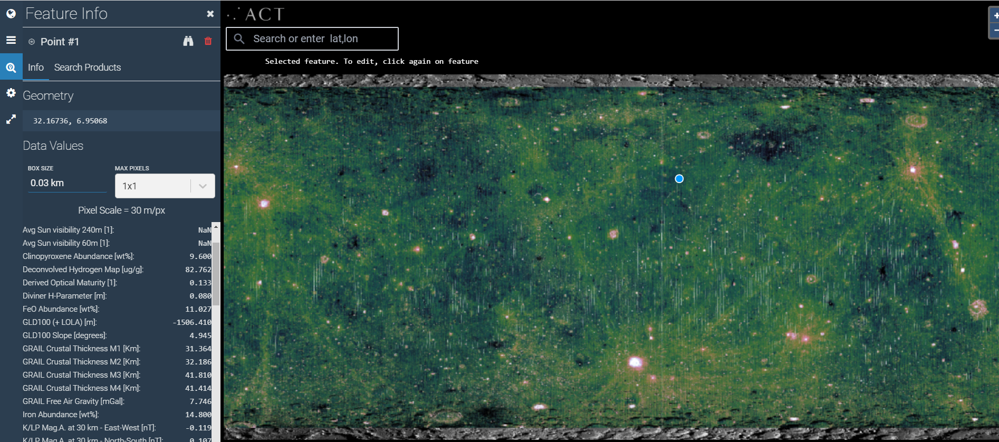 Feature Info
ACT
Search or enter lat,lon
Point #1
Selected feature. To edit, click again on feature
Info Search Products
Geometry
32.16736, 6.95068
Data Values
BOX SIZE MAX PIXELS
0.03 km 1x1
Pixel Scale = 30 m/px
Avg Sun visibility 240m [1]: NaN
Avg Sun visibility 60m [1]: NaN
Clinopyroxene Abundance [wt%]: 9.600
Deconvolved Hydrogen Map [ug/g]: 82.762
Derived Optical Maturity [1]: 0.133
Diviner H-Parameter [m]: 0.080
FeO Abundance [wt%]: 11.027
GLD100 (+ LOLA) [m]: -1506.410
GLD100 Slope [degrees]: 4.945
GRAIL Crustal Thickness M1 [Km]: 31.364
GRAIL Crustal Thickness M2 [Km]: 32.186
GRAIL Crustal Thickness M3 [Km]: 41.810
GRAIL Crustal Thickness M4 [Km]: 41.414
GRAIL Free Air Gravity [mGal]: 7.746
Iron Abundance [wt%]: 14.800
K/LP Mag.A. at 30 km - East-West [nT]: -0.119
K/LP Mag.A. at 30 km - North-South [nT]: 0.107